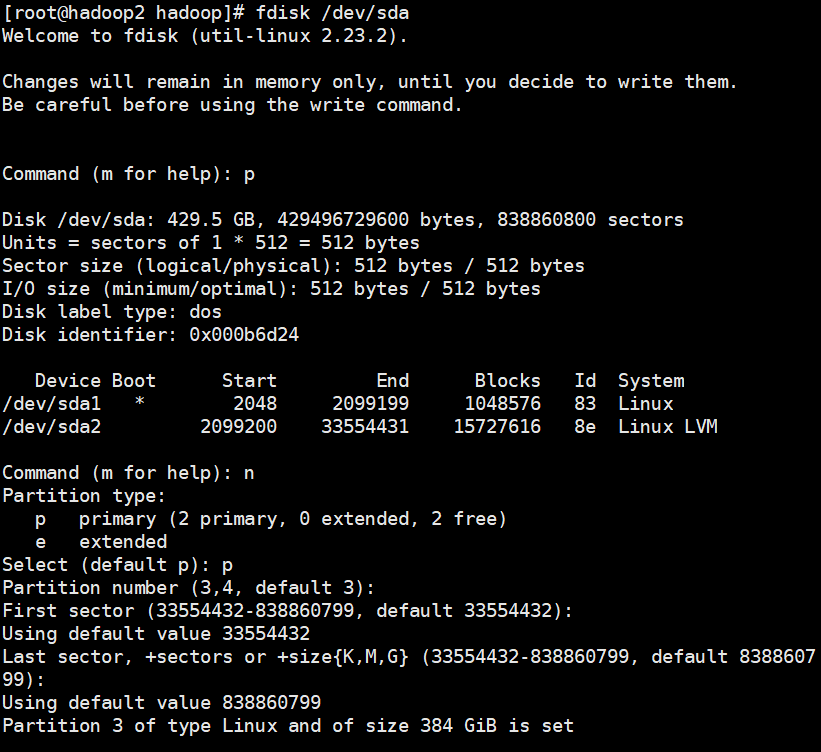 [root@hadoop2 hadoop]# fdisk /dev/sda
Welcome to fdisk (util-linux 2.23.2).

Changes will remain in memory only, until you decide to write them.
Be careful before using the write command.


Command (m for help): p

Disk /dev/sda: 429.5 GB, 429496729600 bytes, 838860800 sectors
Units = sectors of 1 * 512 = 512 bytes
Sector size (logical/physical): 512 bytes / 512 bytes
I/O size (minimum/optimal): 512 bytes / 512 bytes
Disk label type: dos
Disk identifier: 0x000b6d24

   Device Boot      Start         End      Blocks   Id  System
/dev/sda1   *        2048     2099199     1048576   83  Linux
/dev/sda2         2099200    33554431    15727616   8e  Linux LVM

Command (m for help): n
Partition type:
   p   primary (2 primary, 0 extended, 2 free)
   e   extended
Select (default p): p
Partition number (3,4, default 3):
First sector (33554432-838860799, default 33554432):
Using default value 33554432
Last sector, +sectors or +size{K,M,G} (33554432-838860799, default 8388607
99):
Using default value 838860799
Partition 3 of type Linux and of size 384 GiB is set